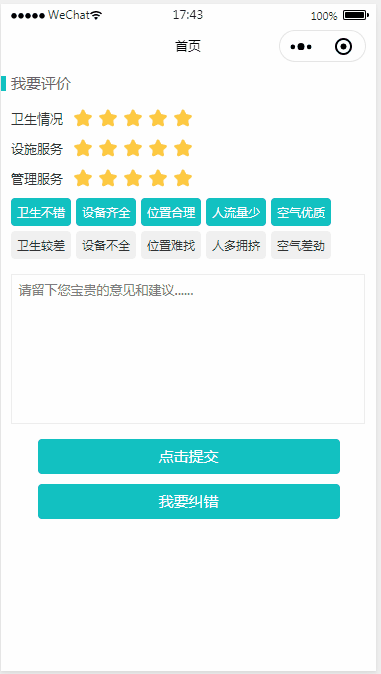 ●●●●● WeChat 17:43 100%
首页
我要评价
卫生情况
设施服务
管理服务
卫生不错 设备齐全 位置合理 人流量少 空气优质
卫生较差 设备不全 位置难找 人多拥挤 空气差劲
请留下您宝贵的意见和建议......
点击提交
我要纠错